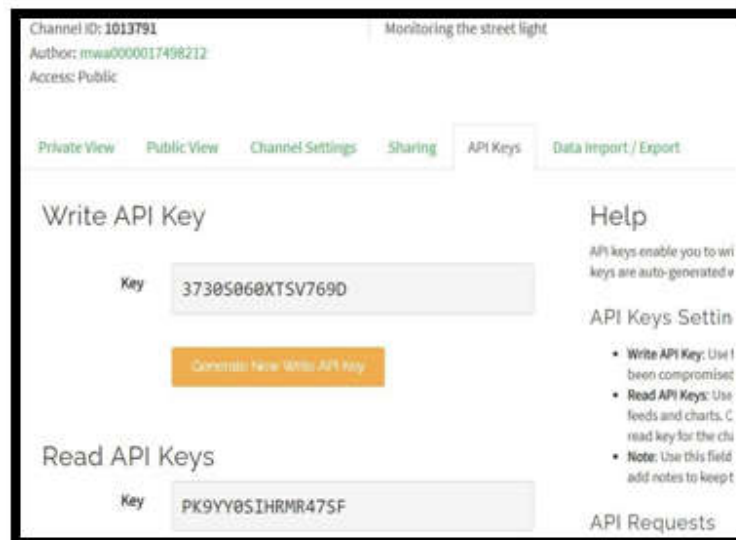 Channel ID: 1013791
Author: mwa0000017498212
Access: Public
Monitoring the street light
Private View Public View Channel Settings Sharing API Keys Data Import / Export
Write API Key
Key 3730S060XTSV769D
Generate New Write API Key
Read API Keys
Key PK9YY0SIHRMR47SF
Help
API keys enable you to wri
keys are auto-generated
API Keys Settin
• Write API Key: Use
been compromised
• Read API Keys: Use
feeds and charts. C
read key for the cha
• Note: Use this field
add notes to keep t
API Requests